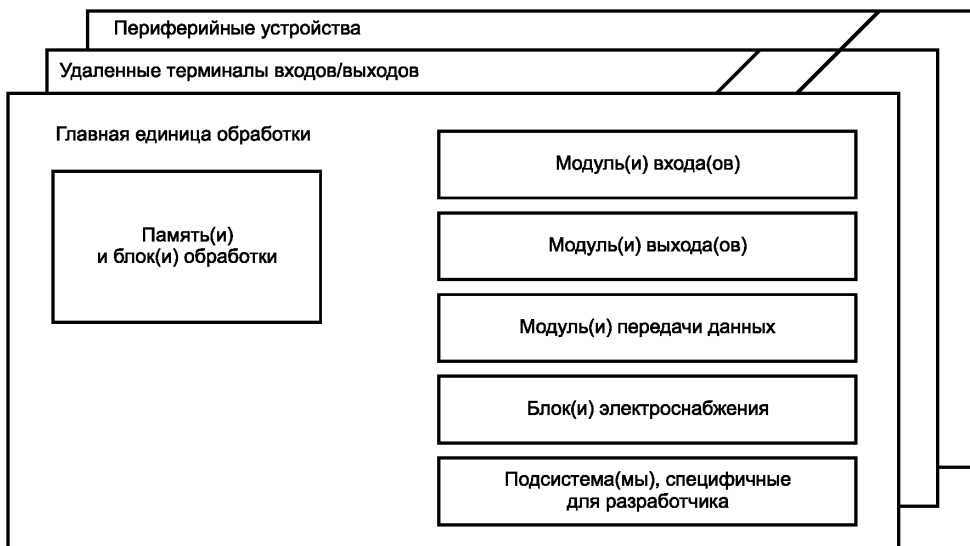 Периферийные устройства
Удаленные терминалы входов/выходов
Главная единица обработки
Память(и)
и блок(и) обработки
Модуль(и) входа(ов)
Модуль(и) выхода(ов)
Модуль(и) передачи данных
Блок(и) электроснабжения
Подсистема(мы), специфичные
для разработчика